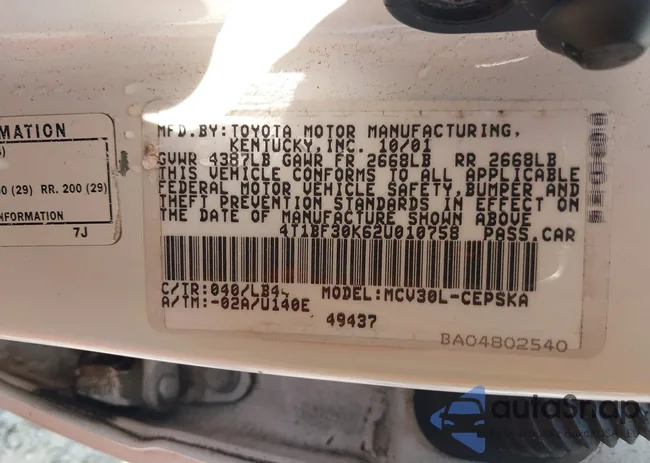 MATION
0 (29) RR. 200 (29)
NFORMATION
7J
MFD.BY: TOYOTA MOTOR MANUFACTURING,
KENTUCKY, INC. 10/01
GVWR 4387LB GAWR FR 2668LB RR 2668LB
THIS VEHICLE CONFORMS TO ALL APPLICABLE
FEDERAL MOTOR VEHICLE SAFETY, BUMPER AND
THEFT PREVENTION STANDARDS IN EFFECT ON
THE DATE OF MANUFACTURE SHOWN ABOVE
4T1BF30K62U010758 PASS.CAR
C/TR: 040/LB44 MODEL: MCV30L-CEPSKA
A/TM: -02A/U140E
49437
BA04802540
autoSnap